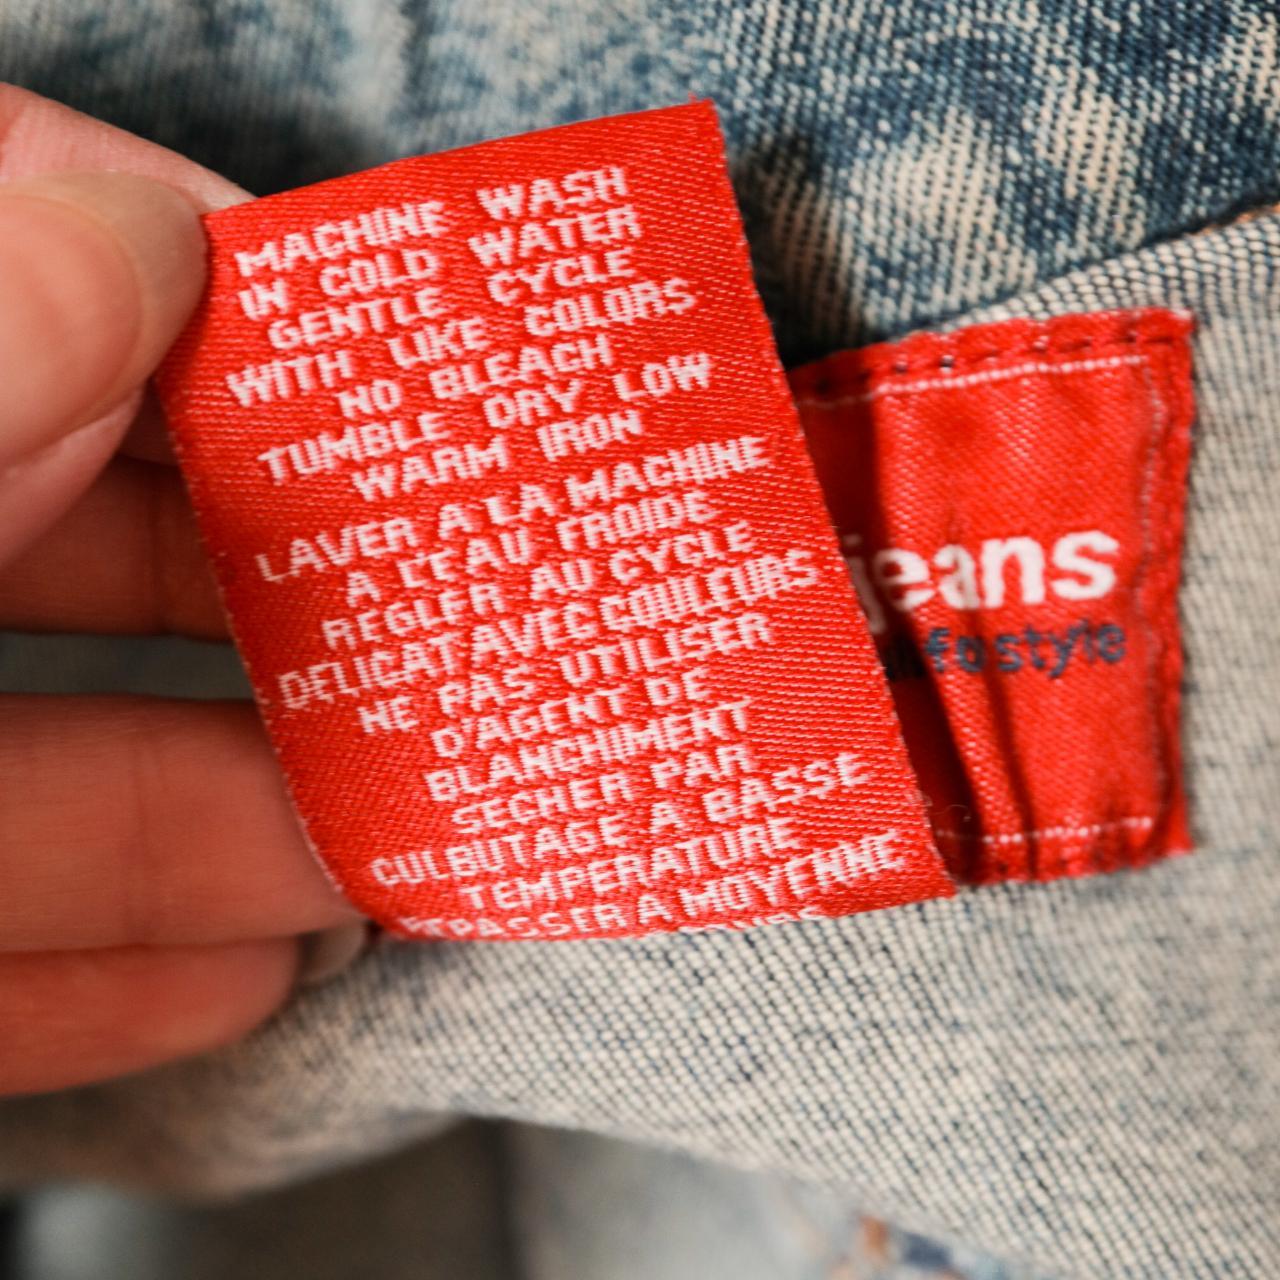 MACHINE WASH
IN COLD WATER
GENTLE CYCLE
WITH LIKE COLORS
NO BLEACH
TUMBLE DRY LOW
WARM IRON
LAVER A LA MACHINE
A L'EAU FROIDE
REGLER AU CYCLE
DELICAT AVEC COULEURS
NE PAS UTILISER
D'AGENT DE
BLANCHIMENT
SECHER PAR
CULBUTAGE A BASSE
TEMPERATURE
REPASSER A MOYENNE
jeans